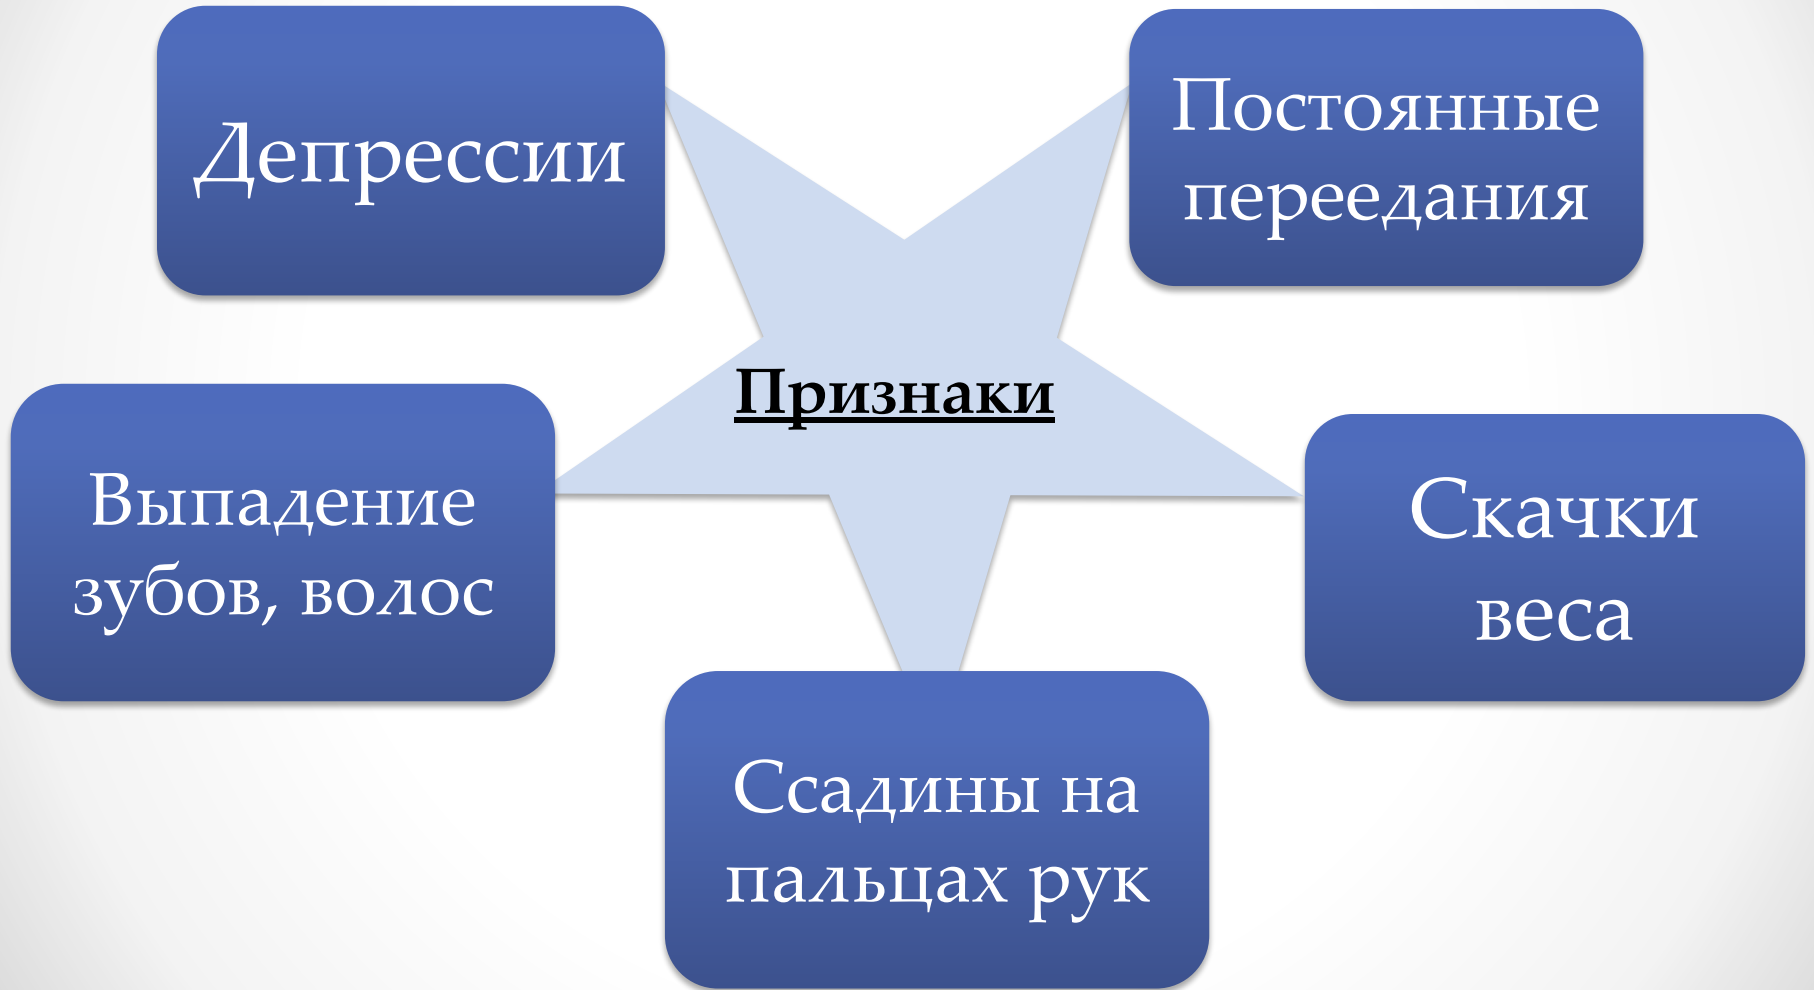 Депрессии
Постоянные
переедания
Признаки
Выпадение
зубов, волос
Скачки
веса
Ссадины на
пальцах рук